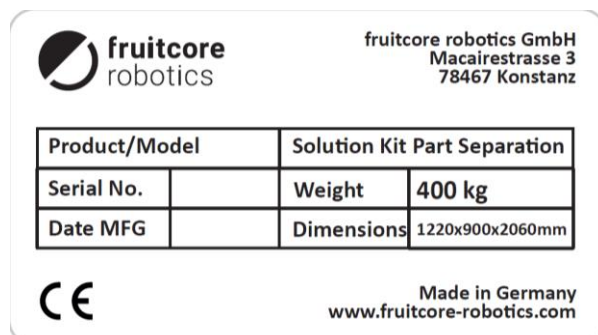 fruitcore
robotics
fruitcore robotics GmbH
Macairestrasse 3
78467 Konstanz
Product/Model Solution Kit Part Separation
Serial No. Weight 400 kg
Date MFG Dimensions 1220x900x2060mm
CE
Made in Germany
www.fruitcore-robotics.com